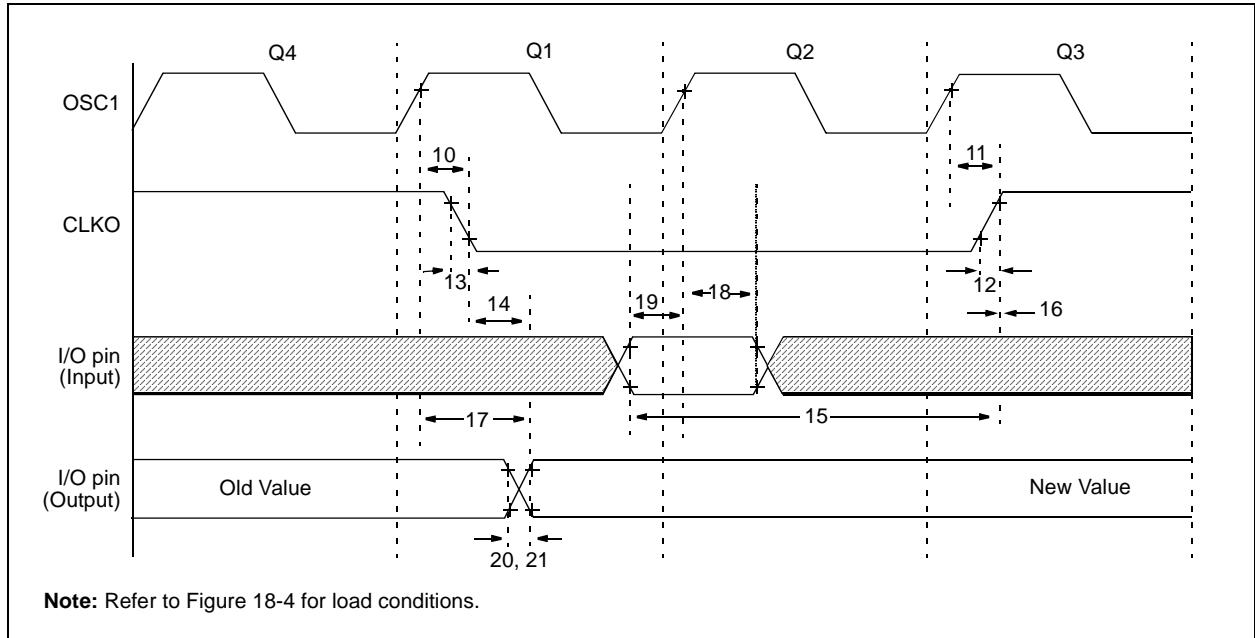 Q4 Q1 Q2 Q3
OSC1
10 11
CLKO
13 12
14 19 18 16
I/O pin
(Input)
17 15
I/O pin
(Output)
Old Value New Value
20, 21
Note: Refer to Figure 18-4 for load conditions.